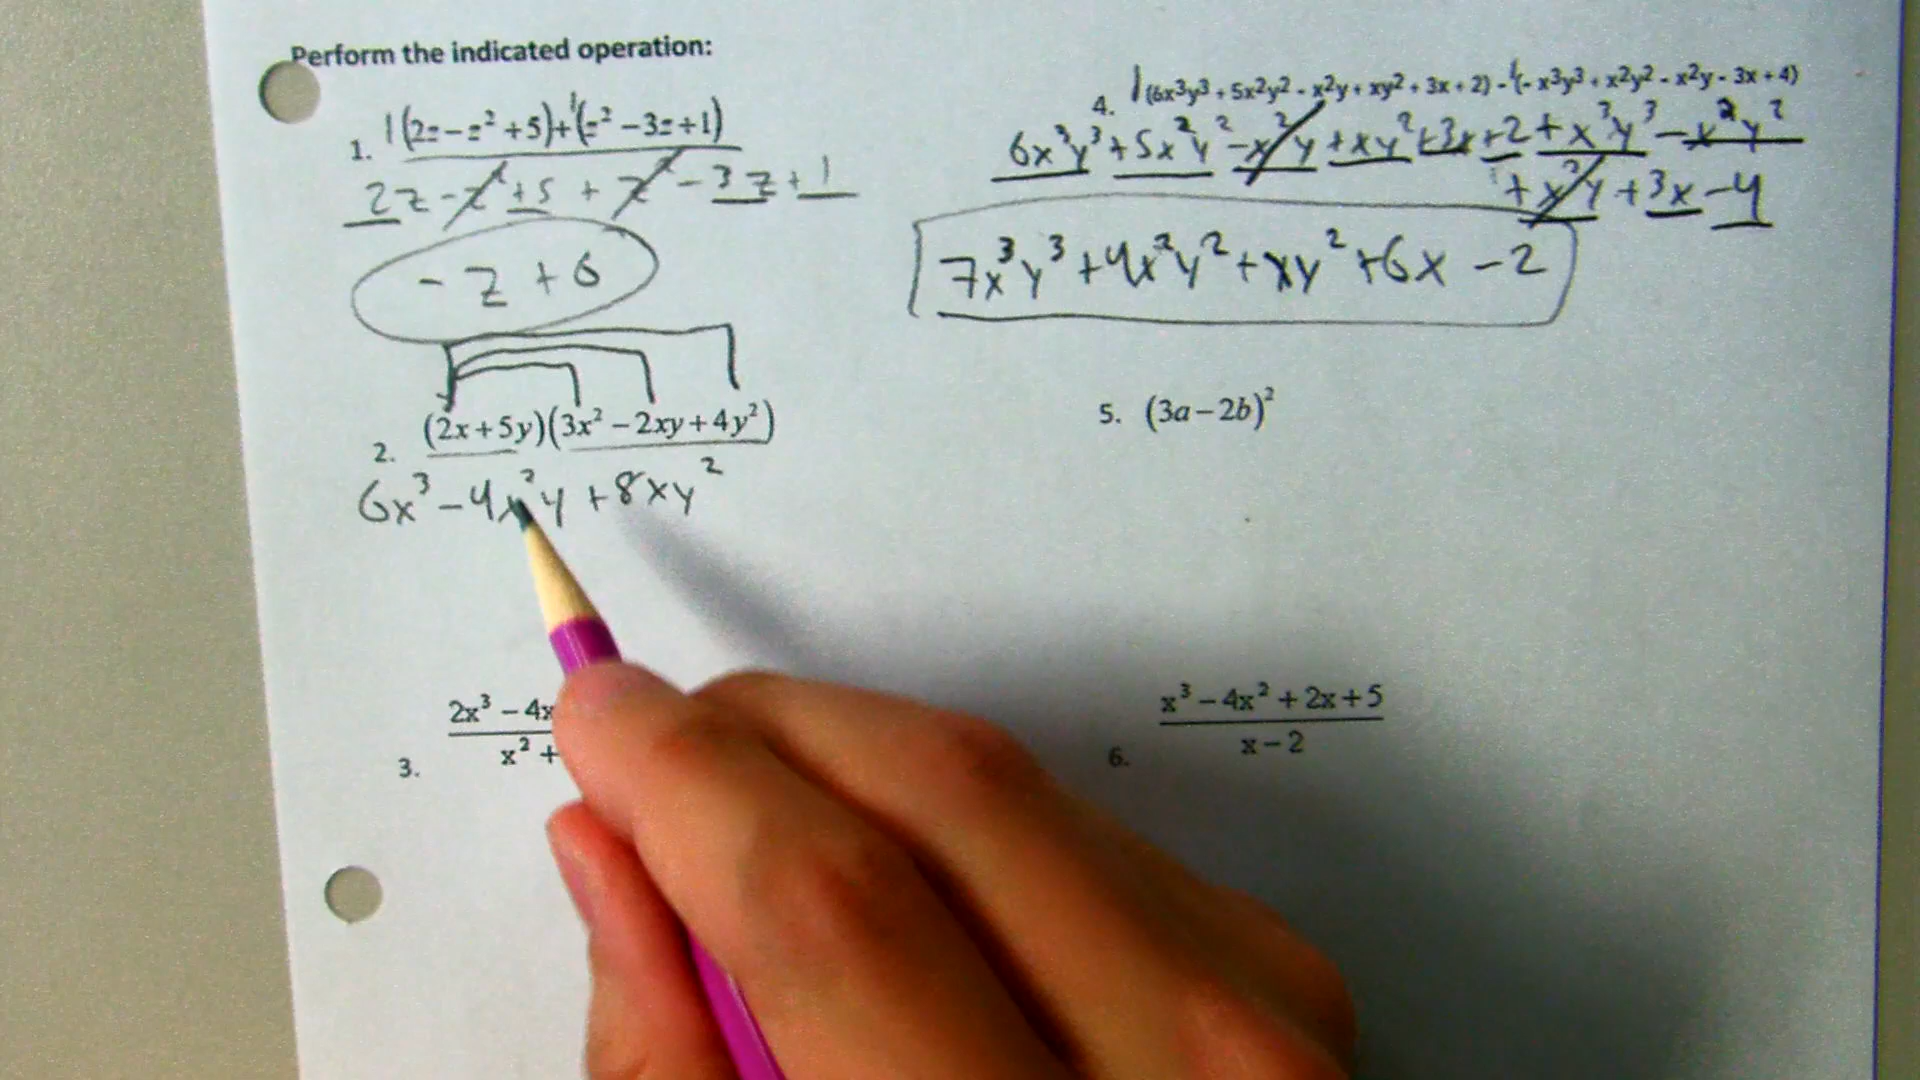 Perform the indicated operation:
1. 1(2z − z² + 5) + 1(z² − 3z + 1)
2z − z² + 5 + z² − 3z + 1
− z + 6
2. (2x + 5y)(3x² − 2xy + 4y²)
6x³ − 4x²y + 8xy²
3. 2x³ − 4x
x² +
4. 1(6x³y³ + 5x²y² - x²y + xy² + 3x + 2) - 1(- x³y³ + x²y² - x²y - 3x + 4)
6x³y³ + 5x²y² − x²y + xy² + 3x + 2 + x³y³ − x²y²
+ x²y + 3x − 4
7x³y³ + 4x²y² + xy² + 6x − 2
5. (3a − 2b)²
6. x³ − 4x² + 2x + 5
x − 2